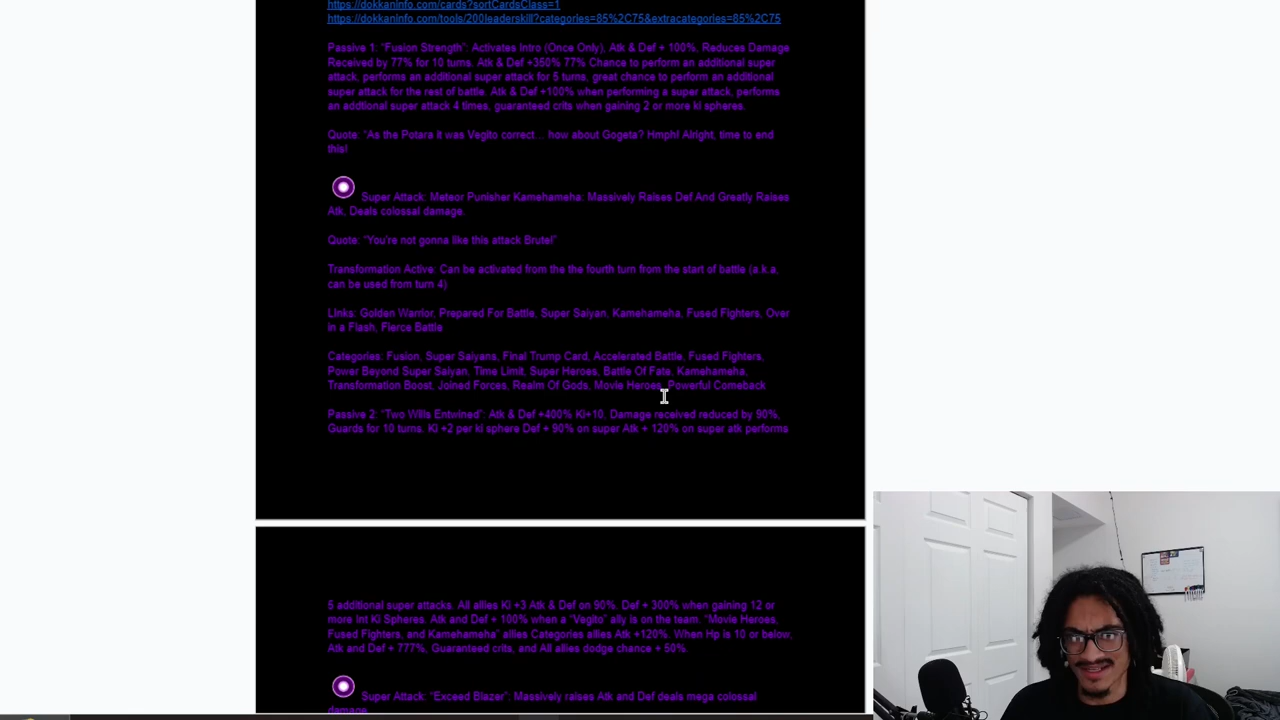 https://dokkaninfo.com/cards?sortCardsClass=1
https://dokkaninfo.com/tools/200leaderskill?categories=85%2C75&extracategories=85%2C75
Passive 1: “Fusion Strength”: Activates Intro (Once Only), Atk & Def + 100%. Reduces Damage
Received by 77% for 10 turns. Atk & Def +350% 77% Chance to perform an additional super
attack, performs an additional super attack for 5 turns, great chance to perform an additional
super attack for the rest of battle. Atk & Def +100% when performing a super attack, performs
an addtional super attack 4 times, guaranteed crits when gaining 2 or more ki spheres.
Quote: “As the Potara it was Vegito correct… how about Gogeta? Hmph! Alright, time to end
this!
Super Attack: Meteor Punisher Kamehameha: Massively Raises Def And Greatly Raises
Atk, Deals colossal damage.
Quote: “You’re not gonna like this attack Brute!”
Transformation Active: Can be activated from the the fourth turn from the start of battle (a.k.a.
can be used from turn 4)
LInks: Golden Warrior, Prepared For Battle, Super Saiyan, Kamehameha, Fused Fighters, Over
in a Flash, Fierce Battle
Categories: Fusion, Super Saiyans, Final Trump Card, Accelerated Battle, Fused Fighters,
Power Beyond Super Saiyan, Time Limit, Super Heroes, Battle Of Fate, Kamehameha,
Transformation Boost, Joined Forces, Realm Of Gods, Movie Heroes, Powerful Comeback
Passive 2: “Two Wills Entwined”: Atk & Def +400% Ki+10, Damage received reduced by 90%,
Guards for 10 turns. Ki +2 per ki sphere Def + 90% on super Atk + 120% on super atk performs
5 additional super attacks. All allies Ki +3 Atk & Def on 90%. Def + 300% when gaining 12 or
more Int Ki Spheres. Atk and Def + 100% when a “Vegito” ally is on the team. “Movie Heroes,
Fused Fighters, and Kamehameha” allies Categories allies Atk +120%. When Hp is 10 or below,
Atk and Def + 777%, Guaranteed crits, and All allies dodge chance + 50%.
Super Attack: “Exceed Blazer”: Massively raises Atk and Def deals mega colossal
damage